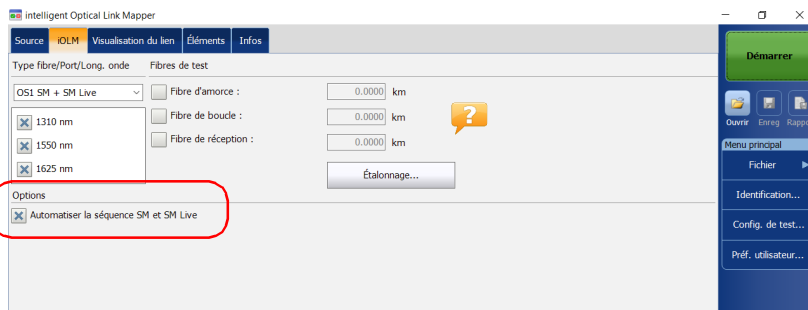 intelligent Optical Link Mapper
Source iOLM Visualisation du lien Éléments Infos
Type fibre/Port/Long. onde Fibres de test
OS1 SM + SM Live
Fibre d'amorce : 0.0000 km
Fibre de boucle : 0.0000 km
Fibre de réception : 0.0000 km
1310 nm
1550 nm
1625 nm
?
Étalonnage...
Options
Automatiser la séquence SM et SM Live
Démarrer
Ouvrir Enreg Rappo
Menu principal
Fichier
Identification...
Config. de test...
Préf. utilisateur...